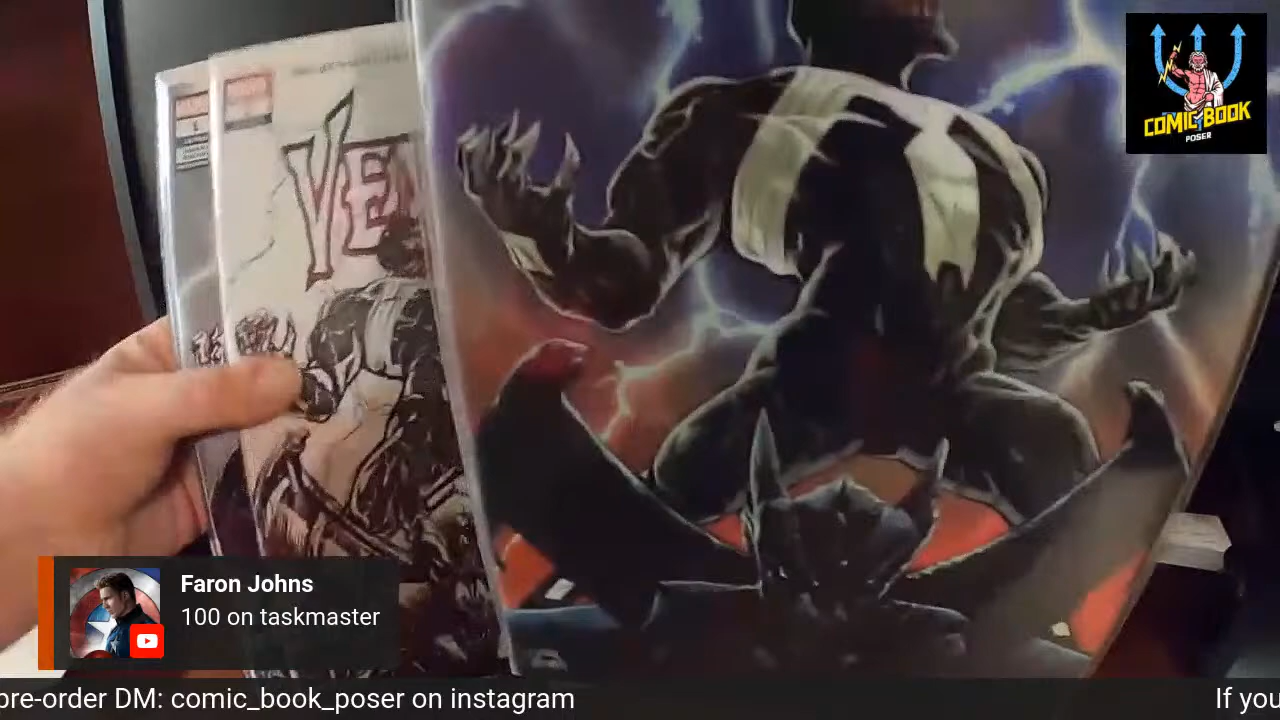 COMIC BOOK
POSER
VE
Faron Johns
100 on taskmaster
pre-order DM: comic_book_poser on instagram
If you